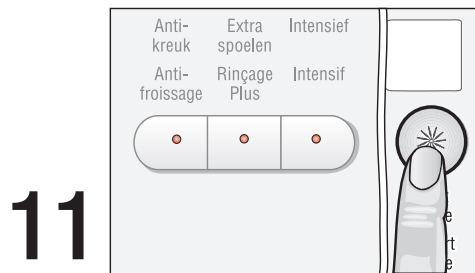 Anti-
kreuk
Extra
spoelen
Intensief
Anti-
froissage
Rinçage
Plus
Intensif
11